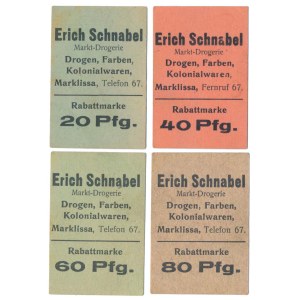 Erich Schnabel
Markt-Drogerie
Drogen, Farben,
Kolonialwaren,
Marklissa, Telefon 67.
Rabattmarke
20 Pfg.
Erich Schnabel
Markt-Drogerie
Drogen, Farben,
Kolonialwaren,
Marklissa, Fernruf 67.
Rabattmarke
40 Pfg.
Erich Schnabel
Markt-Drogerie
Drogen, Farben,
Kolonialwaren,
Marklissa, Telefon 67.
Rabattmarke
60 Pfg.
Erich Schnabel
Markt-Drogerie
Drogen, Farben,
Kolonialwaren,
Marklissa, Telefon 67.
Rabattmarke
80 Pfg.